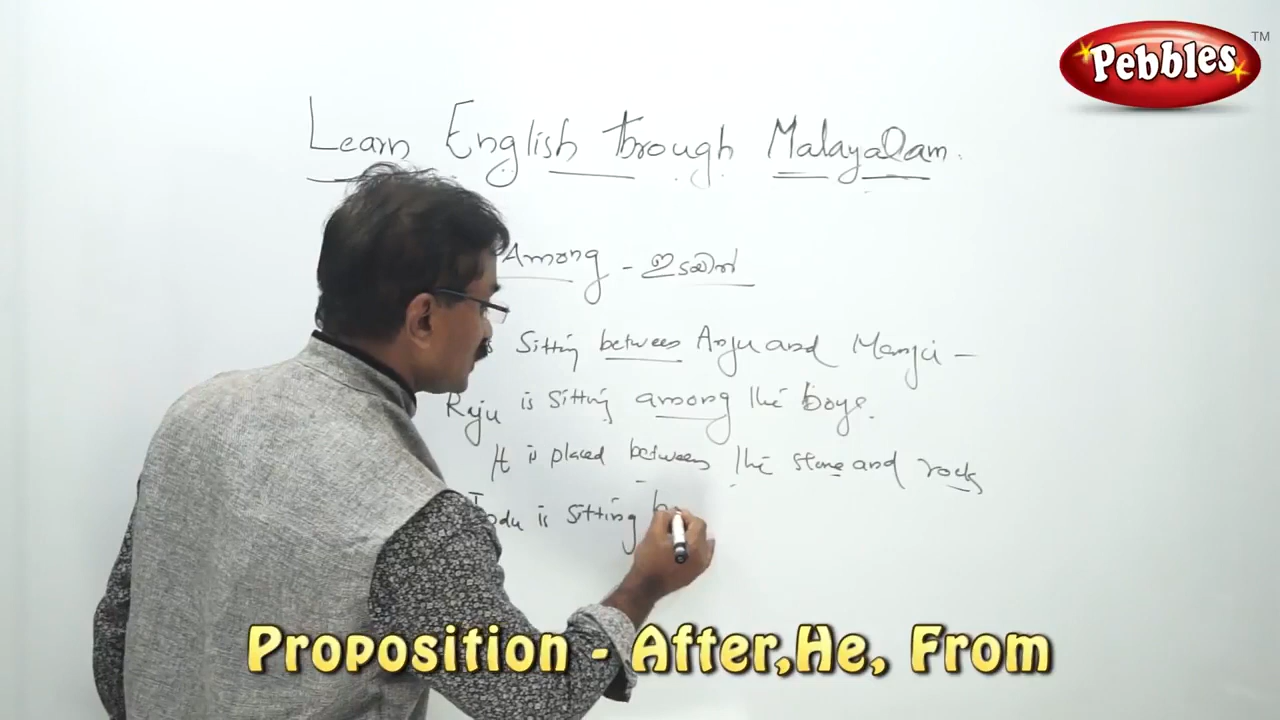 Pebbles TM
Learn English through Malayalam.
Among - ഇടയിൽ
Sitting between Anju and Manju -
Raju is sitting among the boys.
It is placed between the stone and rock
is sitting
Proposition - After,He, From